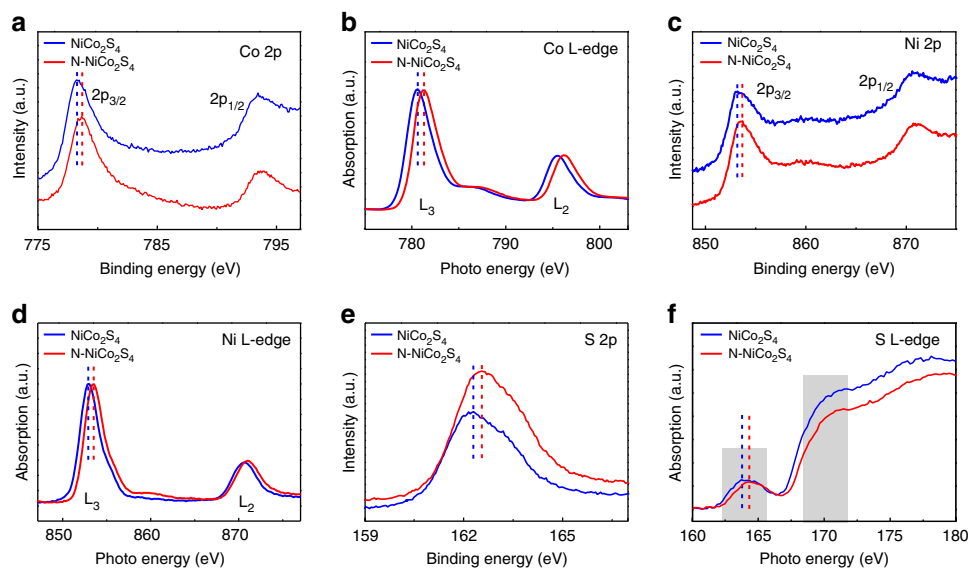 a
Co 2p
NiCo₂S₄
N-NiCo₂S₄
2p₃/₂
2p₁/₂
Intensity (a.u.)
775
785
795
Binding energy (eV)
b
Co L-edge
NiCo₂S₄
N-NiCo₂S₄
L₃
L₂
Absorption (a.u.)
780
790
800
Photo energy (eV)
c
Ni 2p
NiCo₂S₄
N-NiCo₂S₄
2p₃/₂
2p₁/₂
Intensity (a.u.)
850
860
870
Binding energy (eV)
d
Ni L-edge
NiCo₂S₄
N-NiCo₂S₄
L₃
L₂
Absorption (a.u.)
850
860
870
Photo energy (eV)
e
S 2p
NiCo₂S₄
N-NiCo₂S₄
Intensity (a.u.)
159
162
165
Binding energy (eV)
f
S L-edge
NiCo₂S₄
N-NiCo₂S₄
Absorption (a.u.)
160
165
170
175
180
Photo energy (eV)